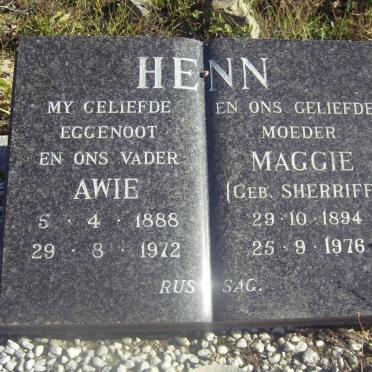 HENN
MY GELIEFDE
EGGENOOT
EN ONS VADER
AWIE
5 · 4 · 1888
29 · 8 · 1972
EN ONS GELIEFDE
MOEDER
MAGGIE
(GEB. SHERRIFF
29·10·1894
25·9·1976
RUS SAG.